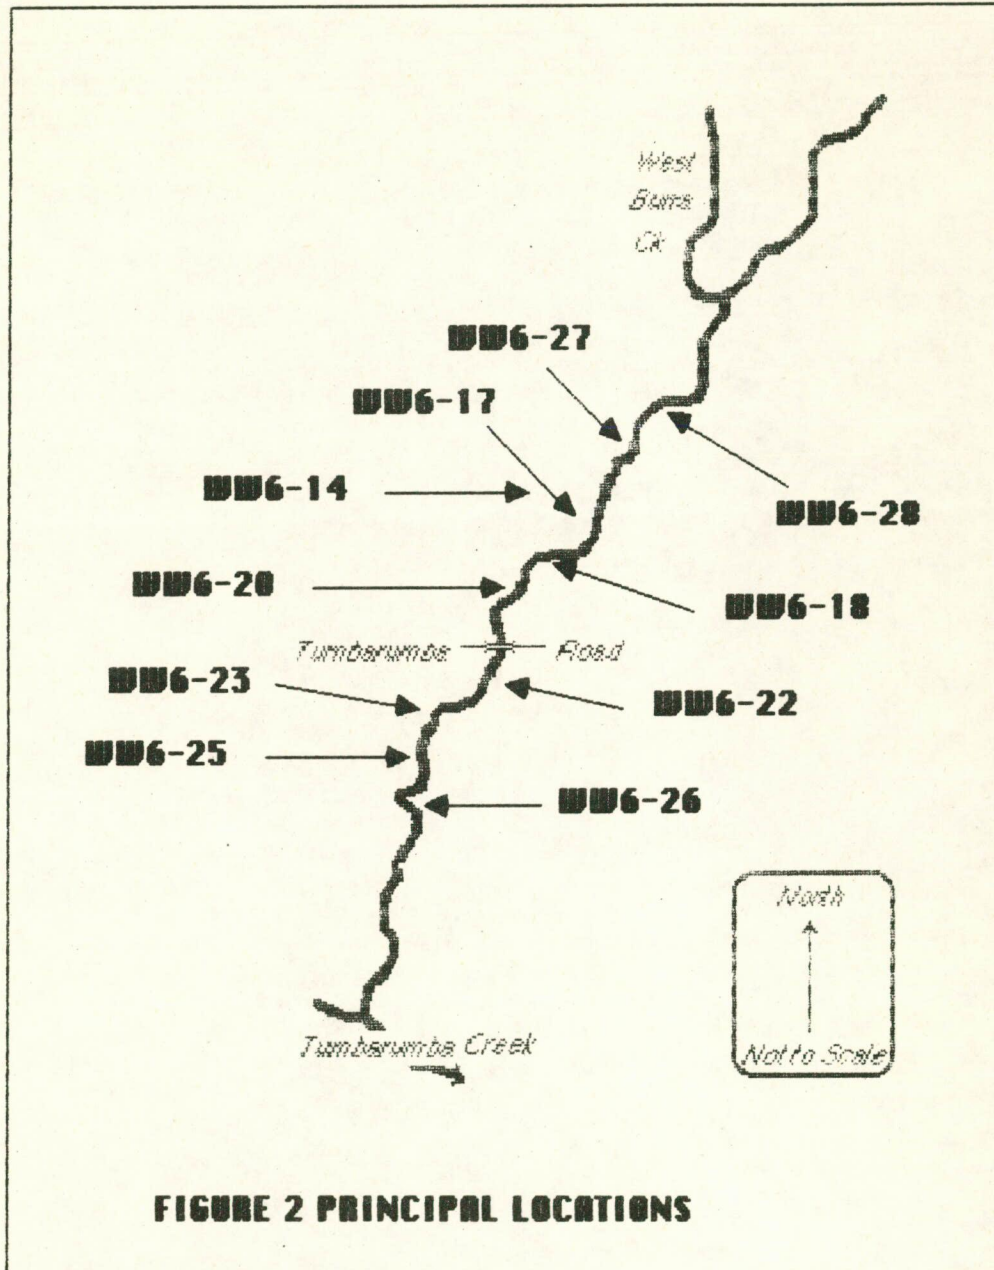 West
Burns
Ck
WW6-27
WW6-17
WW6-14
WW6-28
WW6-20
WW6-18
Tumbarumba Road
WW6-23
WW6-22
WW6-25
WW6-26
North
Not to Scale
Tumbarumba Creek
FIGURE 2 PRINCIPAL LOCATIONS